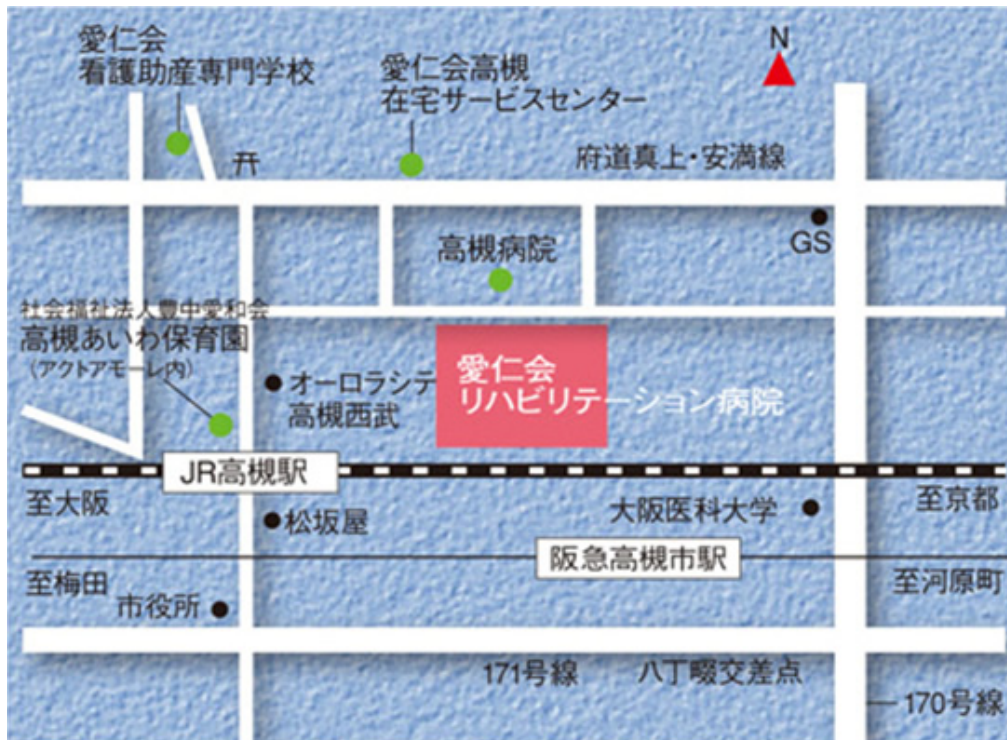 愛仁会
看護助産専門学校
愛仁会高槻
在宅サービスセンター
N
府道真上・安満線
GS
高槻病院
社会福祉法人豊中愛和会
高槻あいわ保育園
（アクトアモーレ内）
オーロラシテ
高槻西武
愛仁会
リハビリテーション病院
JR高槻駅
至大阪
松坂屋
大阪医科大学
至京都
阪急高槻市駅
至梅田
至河原町
市役所
171号線
八丁畷交差点
170号線